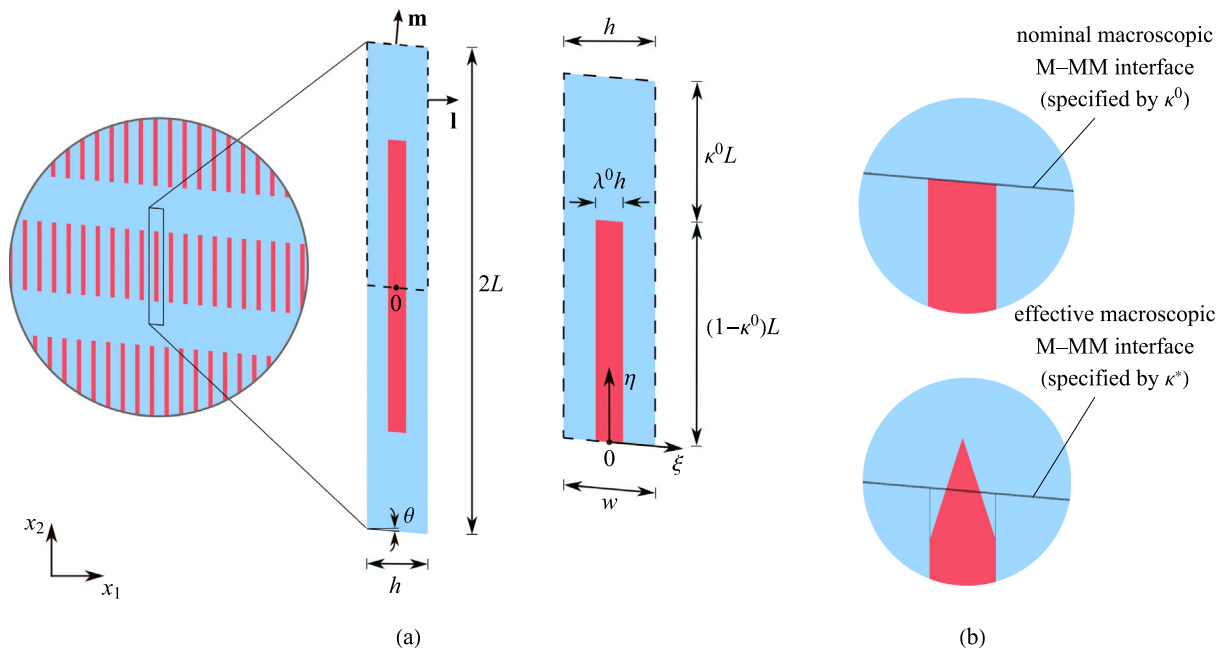 m
l
0
2L
θ
h
x₂
x₁
(a)
h
κ⁰L
λ⁰h
(1−κ⁰)L
η
0
ξ
w
nominal macroscopic
M–MM interface
(specified by κ⁰)
effective macroscopic
M–MM interface
(specified by κ*)
(b)